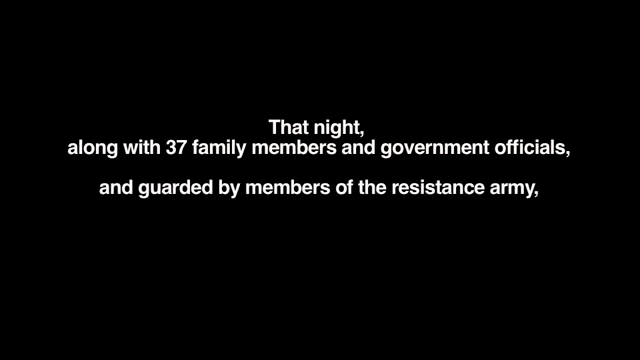 That night,
along with 37 family members and government officials,
and guarded by members of the resistance army,